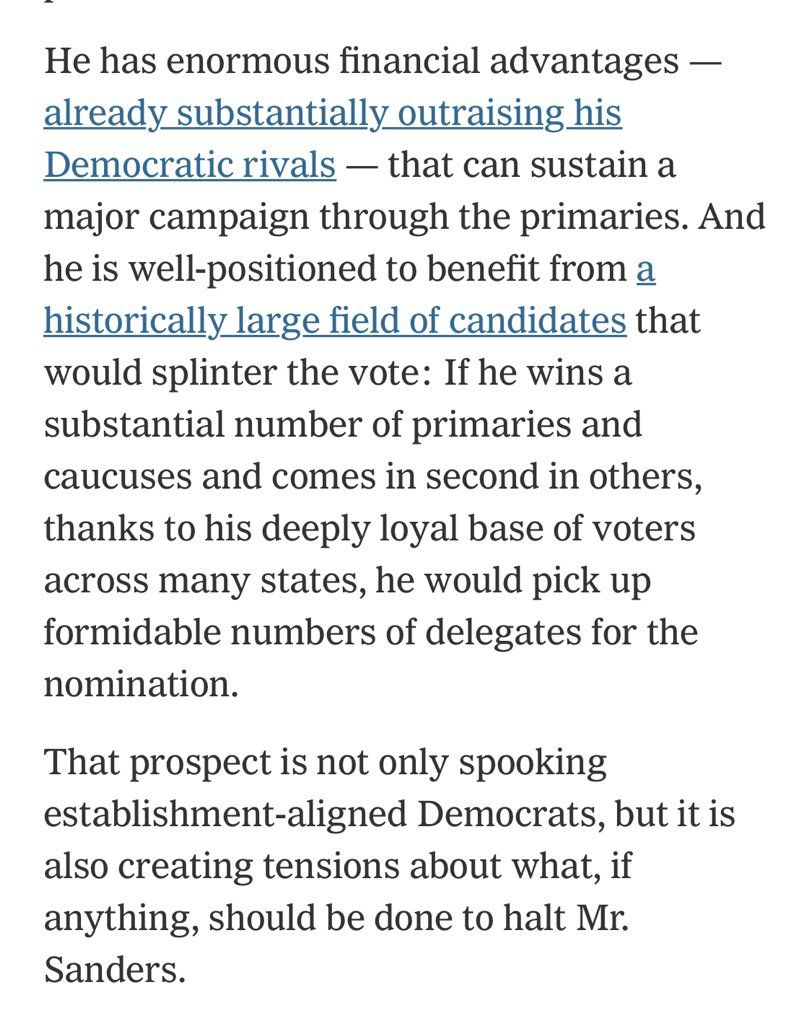 He has enormous financial advantages —
already substantially outraising his
Democratic rivals — that can sustain a
major campaign through the primaries. And
he is well-positioned to benefit from a
historically large field of candidates that
would splinter the vote: If he wins a
substantial number of primaries and
caucuses and comes in second in others,
thanks to his deeply loyal base of voters
across many states, he would pick up
formidable numbers of delegates for the
nomination.
That prospect is not only spooking
establishment-aligned Democrats, but it is
also creating tensions about what, if
anything, should be done to halt Mr.
Sanders.